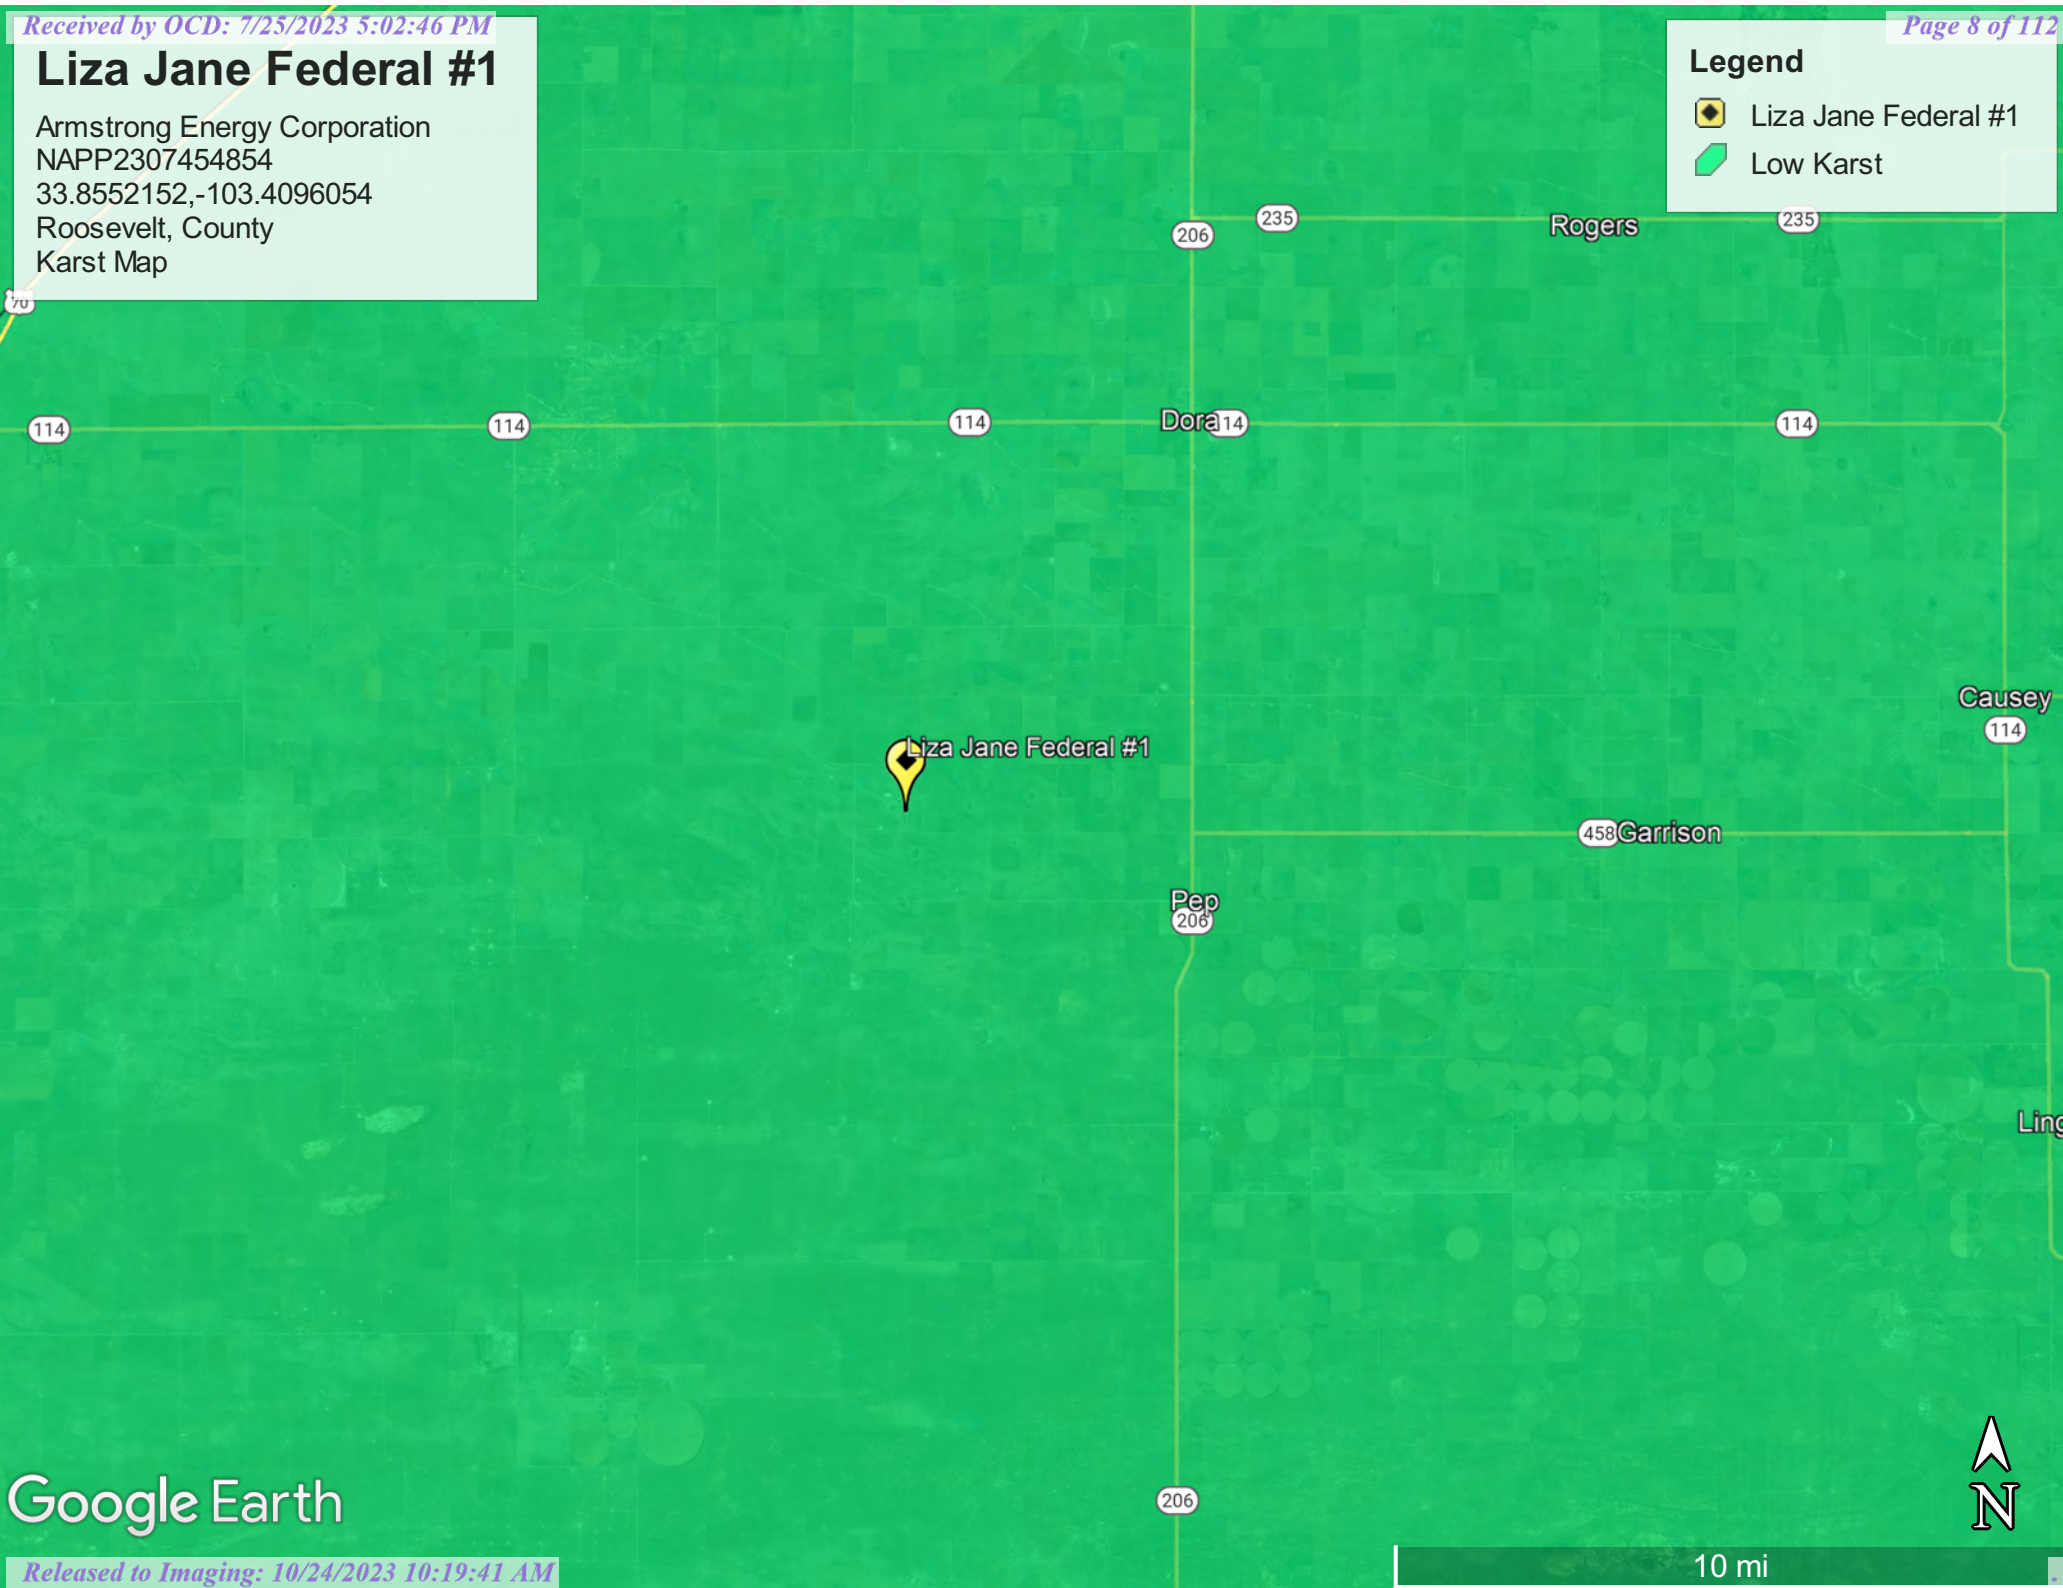 Received by OCD: 7/25/2023 5:02:46 PM
Page 8 of 112
Liza Jane Federal #1
Armstrong Energy Corporation
NAPP2307454854
33.8552152,-103.4096054
Roosevelt, County
Karst Map
Legend
Liza Jane Federal #1
Low Karst
70
206
235
Rogers
235
114
114
114
Dora
114
114
Liza Jane Federal #1
Causey
114
458
Garrison
Pep
206
Ling
206
N
Google Earth
10 mi
Released to Imaging: 10/24/2023 10:19:41 AM